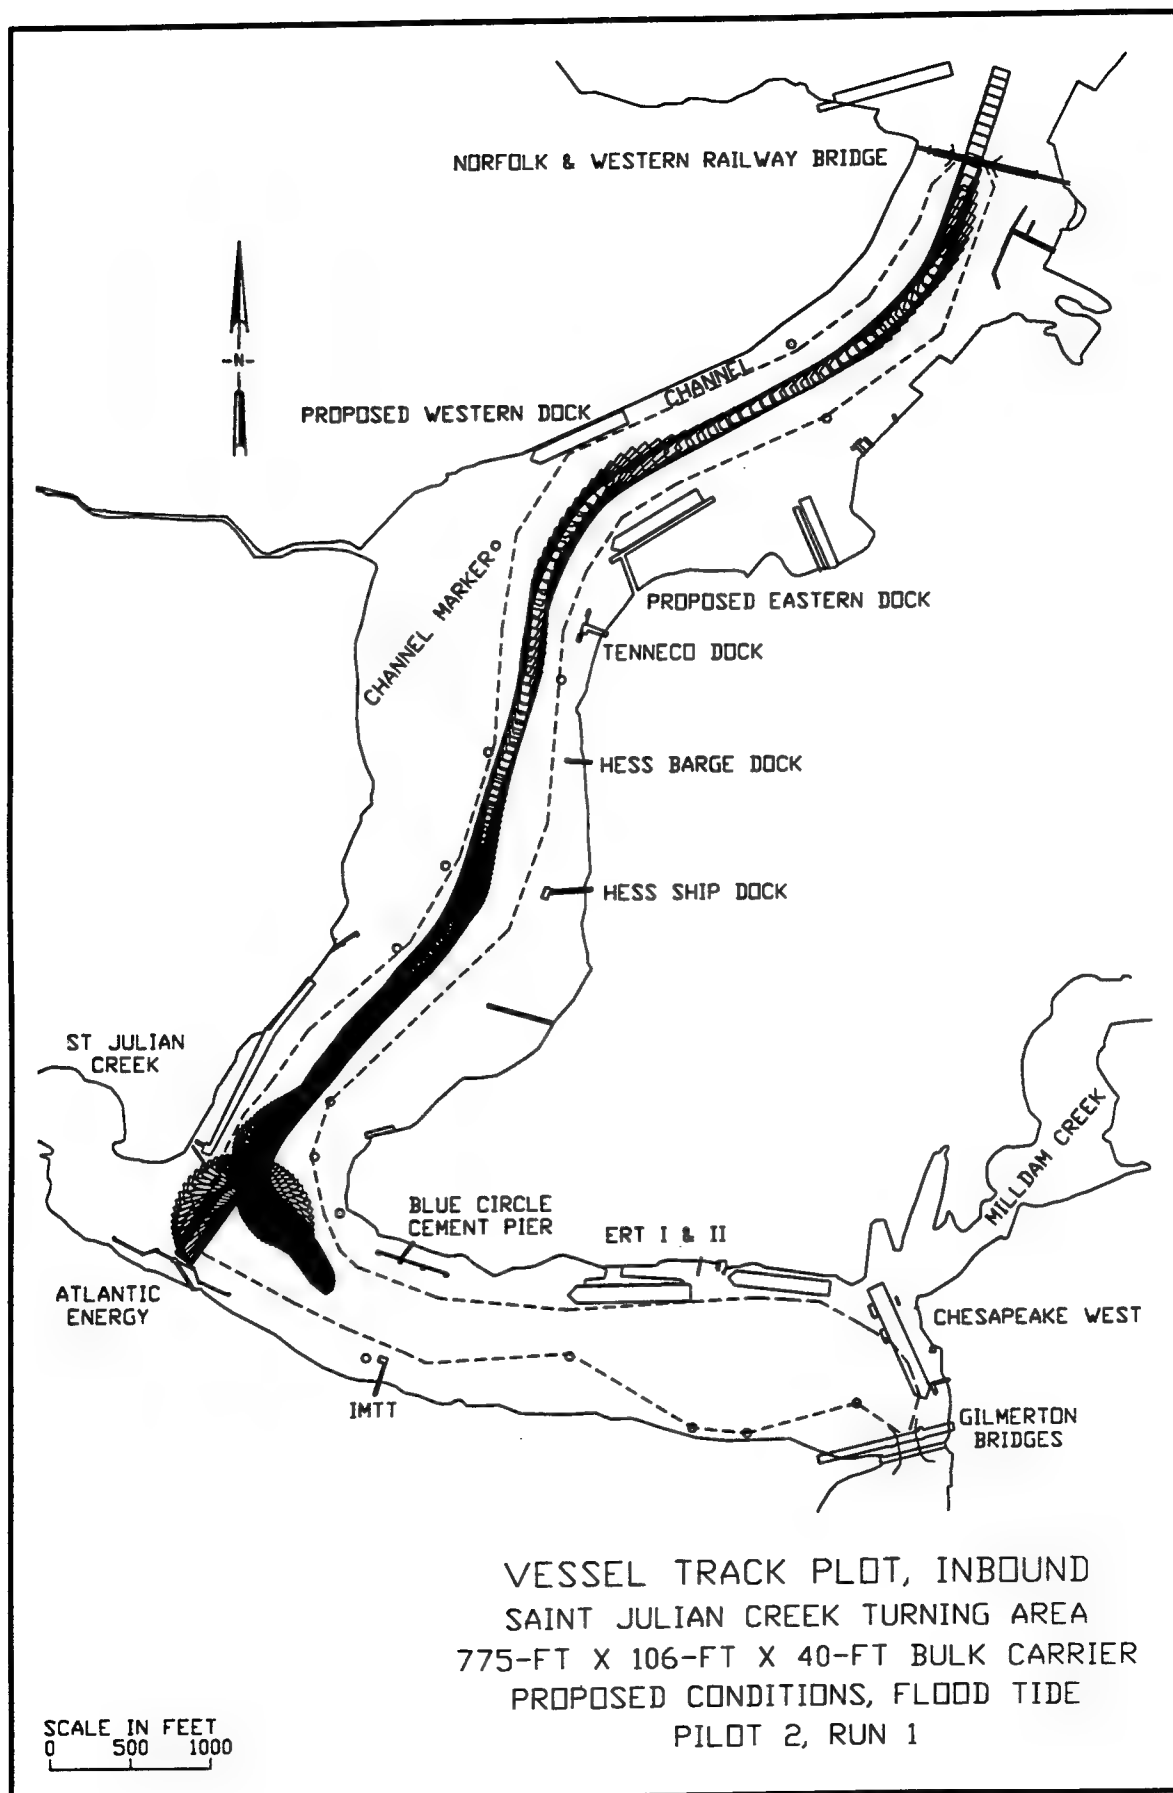 NORFOLK & WESTERN RAILWAY BRIDGE
-N-
CHANNEL
PROPOSED WESTERN DOCK
CHANNEL MARKER
PROPOSED EASTERN DOCK
TENNECO DOCK
HESS BARGE DOCK
HESS SHIP DOCK
ST JULIAN
CREEK
MILLDAM CREEK
BLUE CIRCLE
CEMENT PIER
ERT I & II
ATLANTIC
ENERGY
CHESAPEAKE WEST
IMTT
GILMERTON
BRIDGES
VESSEL TRACK PLOT, INBOUND
SAINT JULIAN CREEK TURNING AREA
775-FT X 106-FT X 40-FT BULK CARRIER
PROPOSED CONDITIONS, FLOOD TIDE
PILOT 2, RUN 1
SCALE IN FEET
0 500 1000